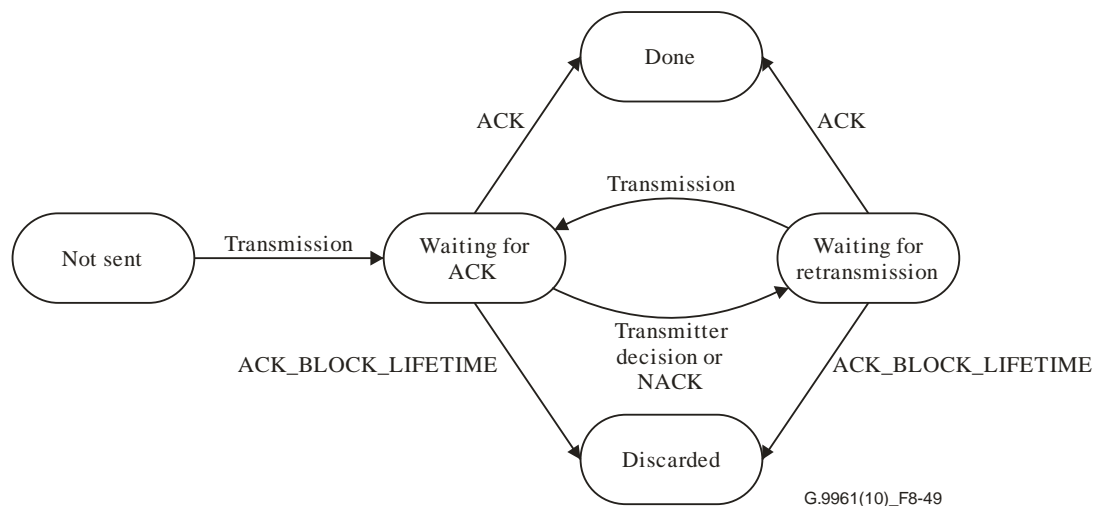 Done
ACK
ACK
Transmission
Not sent
Transmission
Waiting for
ACK
Waiting for
retransmission
Transmitter
decision or
NACK
ACK_BLOCK_LIFETIME
ACK_BLOCK_LIFETIME
Discarded
G.9961(10)_F8-49